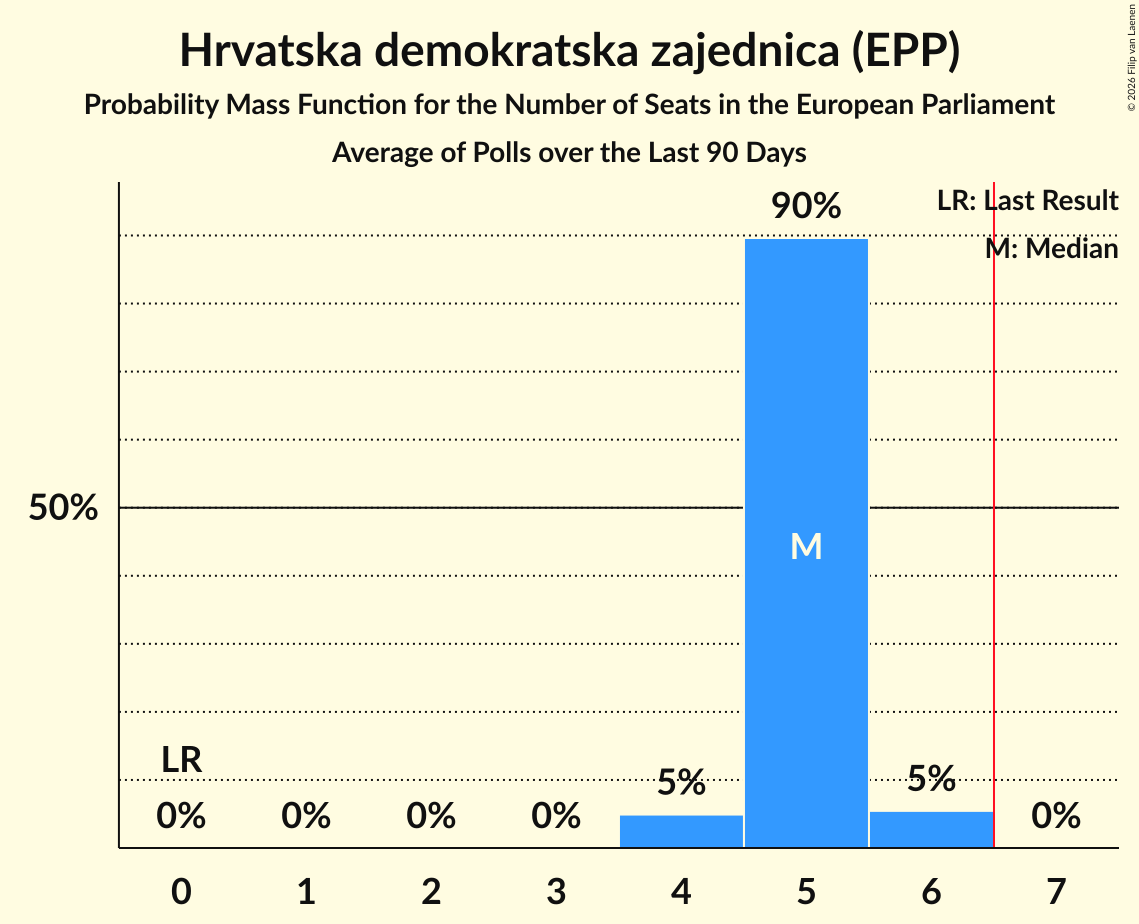 Hrvatska demokratska zajednica (EPP)
Probability Mass Function for the Number of Seats in the European Parliament
Average of Polls over the Last 90 Days
© 2026 Filip van Laenen
LR: Last Result
M: Median
90%
50%
M
LR
0%
0%
0%
0%
5%
5%
0%
0 1 2 3 4 5 6 7